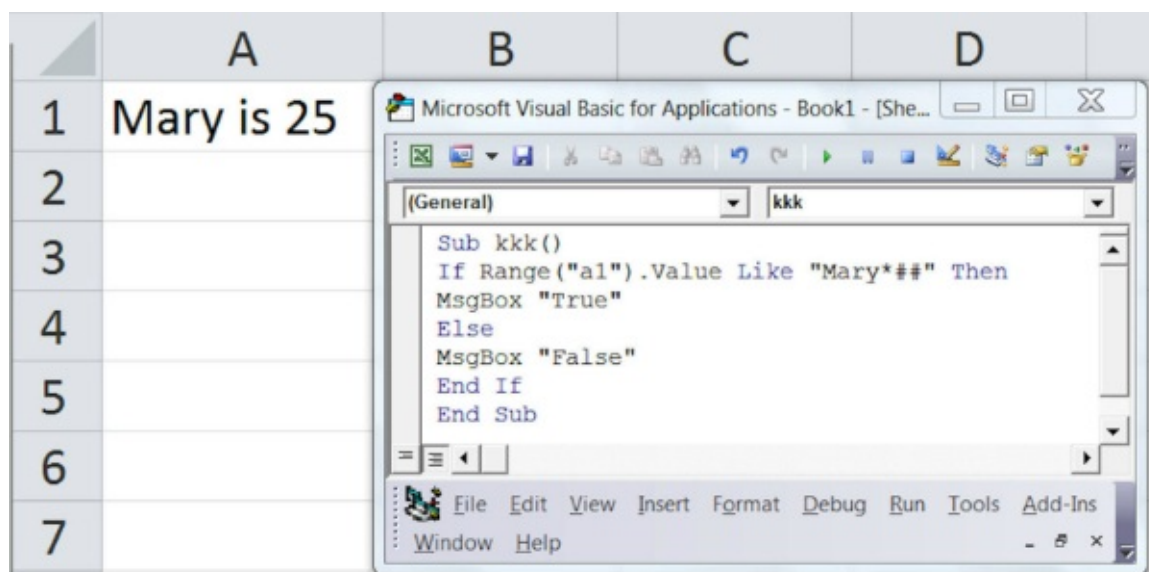 A B C D
1 Mary is 25
2
3
4
5
6
7
Microsoft Visual Basic for Applications - Book1 - [She...
(General) kkk
Sub kkk()
If Range("a1").Value Like "Mary*##" Then
MsgBox "True"
Else
MsgBox "False"
End If
End Sub
File Edit View Insert Format Debug Run Tools Add-Ins
Window Help